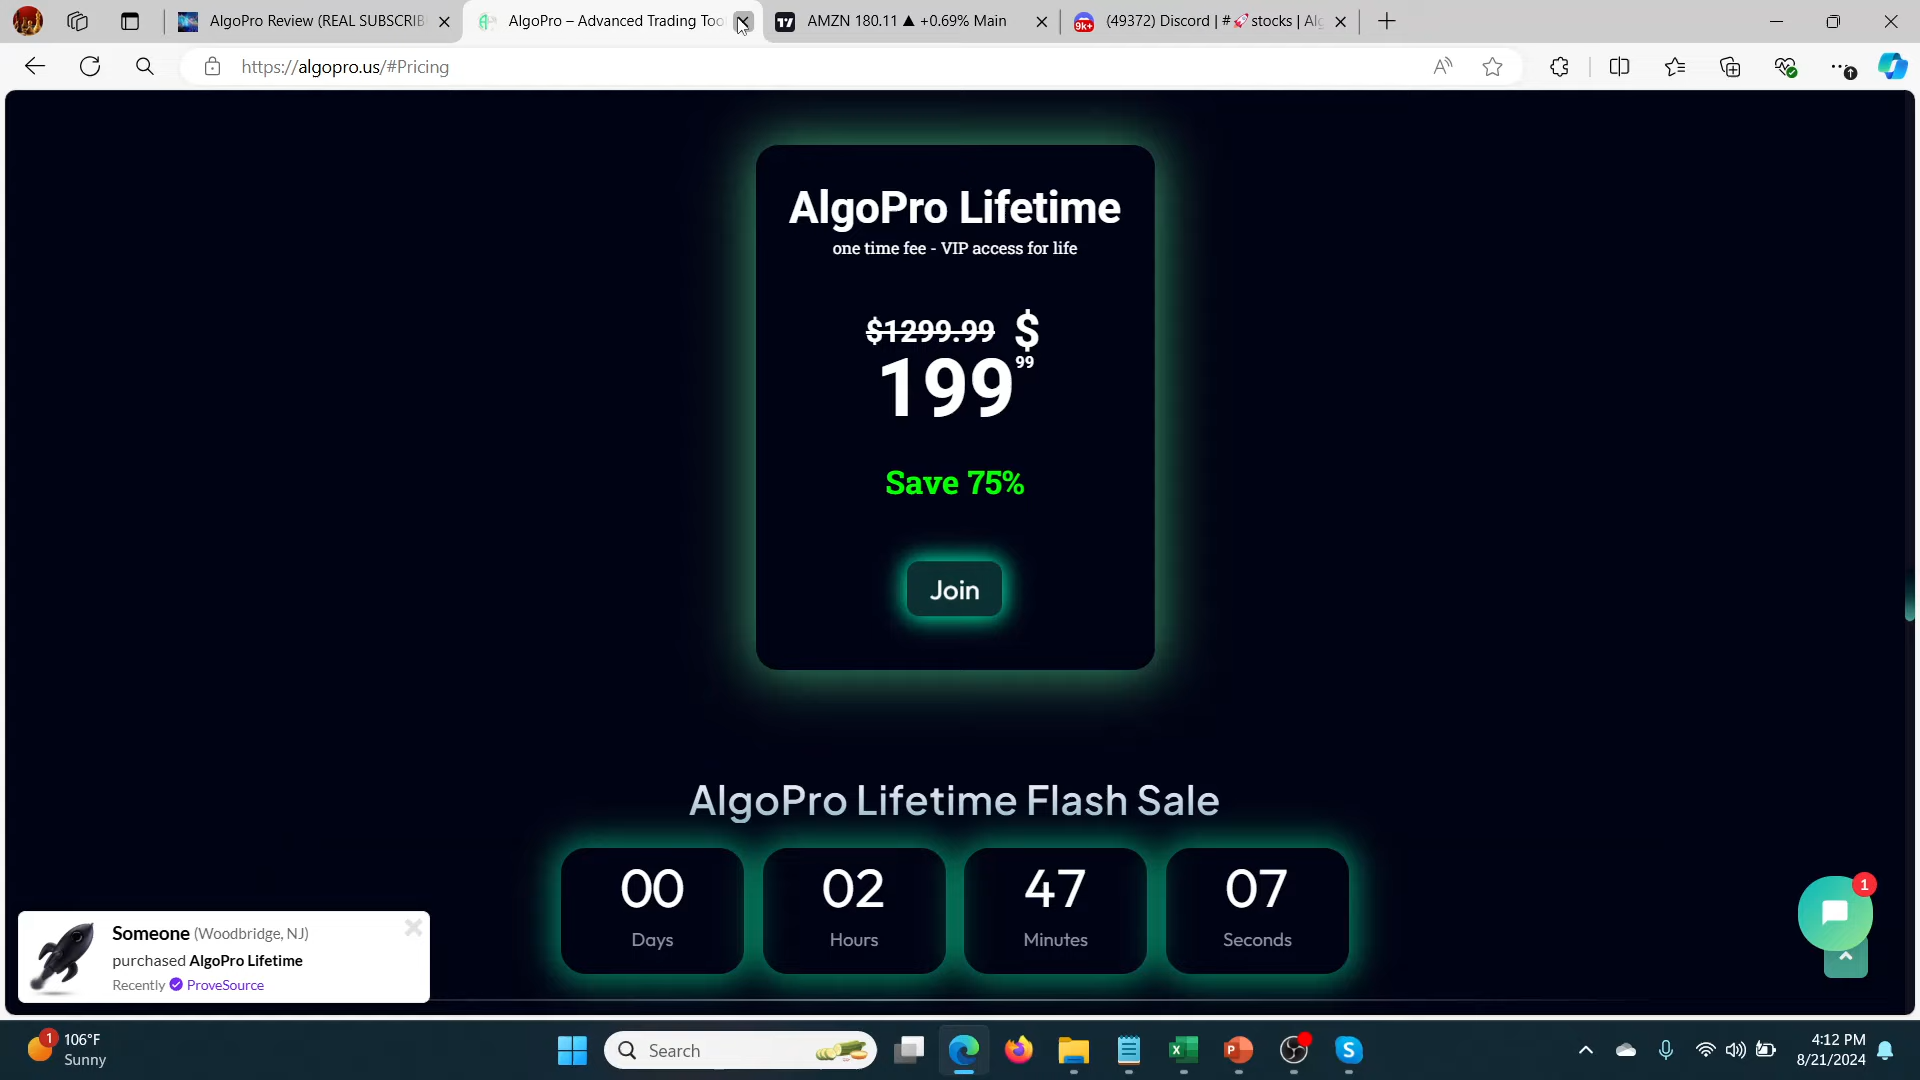 AlgoPro Review (REAL SUBSCRIB
AlgoPro – Advanced Trading Too
AMZN 180.11 ▲ +0.69% Main
(49372) Discord | #🚀stocks | Alg
https://algopro.us/#Pricing
AlgoPro Lifetime
one time fee - VIP access for life
$1299.99 $
199 99
Save 75%
Join
AlgoPro Lifetime Flash Sale
00 02 47 07
Days Hours Minutes Seconds
1
Someone (Woodbridge, NJ)
purchased AlgoPro Lifetime
Recently ProveSource
1
106°F
Sunny
Search
4:12 PM
8/21/2024